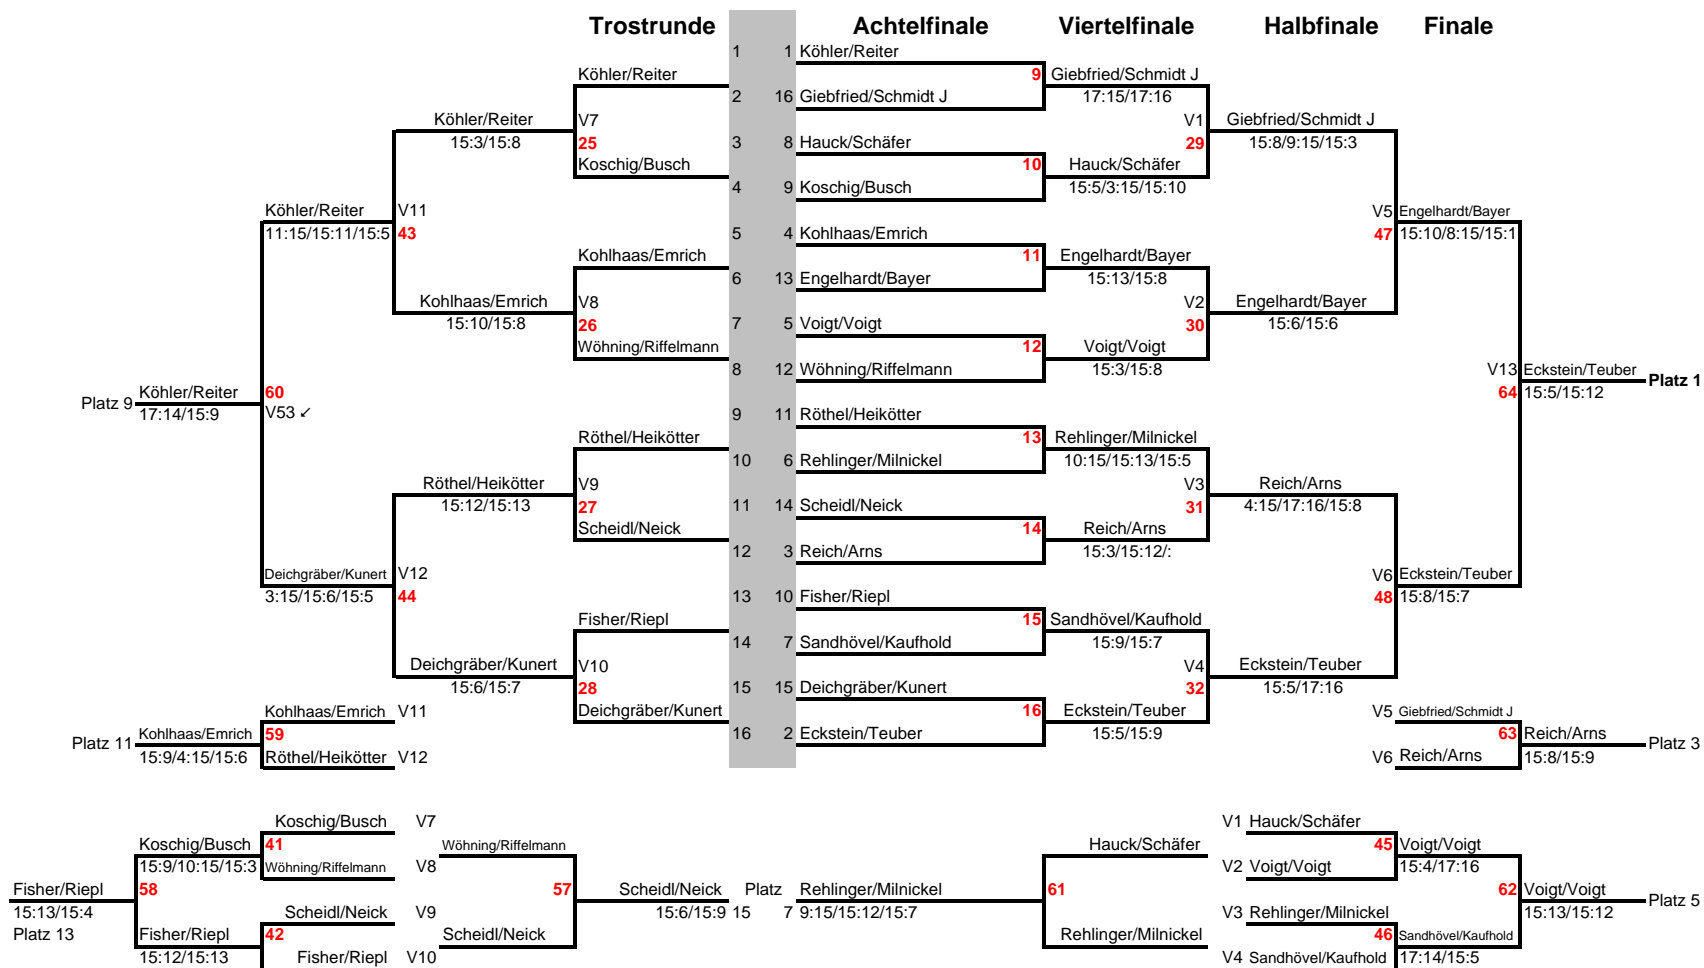 Trostrunde Achtelfinale Viertelfinale Halbfinale Finale
1 1 Köhler/Reiter
Köhler/Reiter 9 Giebfried/Schmidt J
2 16 Giebfried/Schmidt J 17:15/17:16
Köhler/Reiter V7 V1 Giebfried/Schmidt J
15:3/15:8 25 3 8 Hauck/Schäfer 29 15:8/9:15/15:3
Koschig/Busch 10 Hauck/Schäfer
4 9 Koschig/Busch 15:5/3:15/15:10
Köhler/Reiter V11 V5 Engelhardt/Bayer
11:15/15:11/15:5 43 5 4 Kohlhaas/Emrich 47 15:10/8:15/15:1
Kohlhaas/Emrich 11 Engelhardt/Bayer
6 13 Engelhardt/Bayer 15:13/15:8
Kohlhaas/Emrich V8 V2 Engelhardt/Bayer
15:10/15:8 26 7 5 Voigt/Voigt 30 15:6/15:6
Wöhning/Riffelmann 12 Voigt/Voigt
8 12 Wöhning/Riffelmann 15:3/15:8 V13 Eckstein/Teuber
Platz 9 Köhler/Reiter 60 64 15:5/15:12 Platz 1
17:14/15:9 V53 ↙ 9 11 Röthel/Heikötter
Röthel/Heikötter 13 Rehlinger/Milnickel
10 6 Rehlinger/Milnickel 10:15/15:13/15:5
Röthel/Heikötter V9 V3 Reich/Arns
15:12/15:13 27 11 14 Scheidl/Neick 31 4:15/17:16/15:8
Scheidl/Neick 14 Reich/Arns
12 3 Reich/Arns 15:3/15:12/:
Deichgräber/Kunert V12 V6 Eckstein/Teuber
3:15/15:6/15:5 44 13 10 Fisher/Riepl 48 15:8/15:7
Fisher/Riepl 15 Sandhövel/Kaufhold
14 7 Sandhövel/Kaufhold 15:9/15:7
Deichgräber/Kunert V10 V4 Eckstein/Teuber
15:6/15:7 28 15 15 Deichgräber/Kunert 32 15:5/17:16
Kohlhaas/Emrich V11 Deichgräber/Kunert 16 Eckstein/Teuber V5 Giebfried/Schmidt J
Platz 11 Kohlhaas/Emrich 59 16 2 Eckstein/Teuber 15:5/15:9 63 Reich/Arns Platz 3
15:9/4:15/15:6 Röthel/Heikötter V12 V6 Reich/Arns 15:8/15:9
Koschig/Busch V7 V1 Hauck/Schäfer
Koschig/Busch 41 Wöhning/Riffelmann Hauck/Schäfer 45 Voigt/Voigt
15:9/10:15/15:3 Wöhning/Riffelmann V8 V2 Voigt/Voigt 15:4/17:16
Fisher/Riepl 58 57 Scheidl/Neick Platz Rehlinger/Milnickel 61 62 Voigt/Voigt Platz 5
15:13/15:4 Scheidl/Neick V9 15:6/15:9 15 7 9:15/15:12/15:7 V3 Rehlinger/Milnickel 15:13/15:12
Platz 13 Fisher/Riepl 42 Scheidl/Neick Rehlinger/Milnickel 46 Sandhövel/Kaufhold
15:12/15:13 Fisher/Riepl V10 V4 Sandhövel/Kaufhold 17:14/15:5